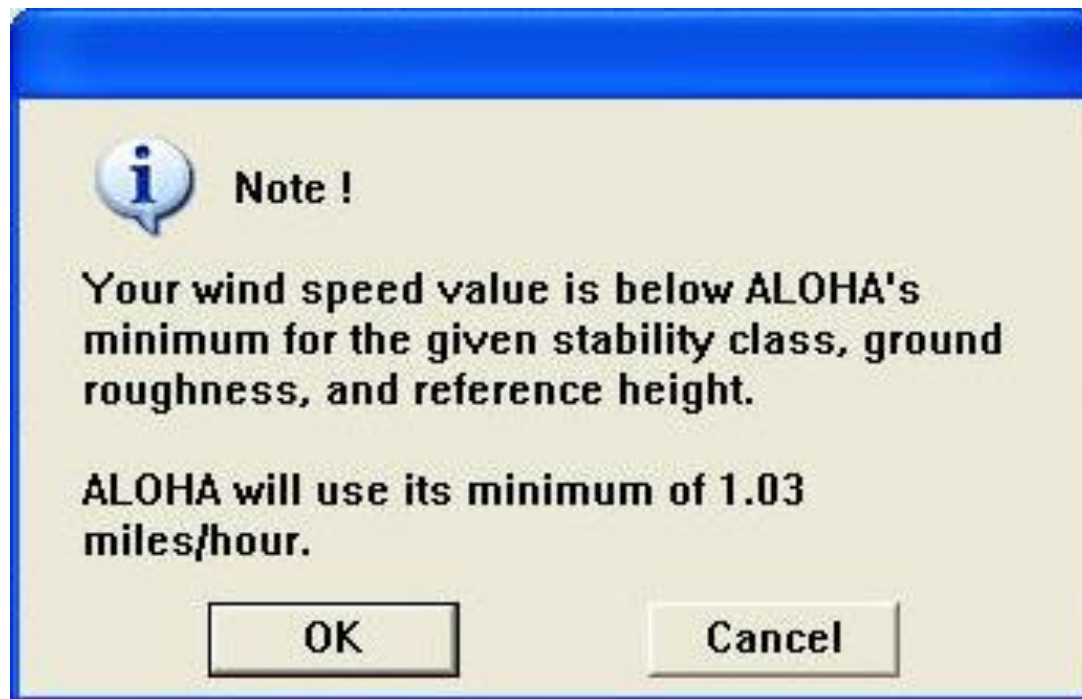 Note !
Your wind speed value is below ALOHA's
minimum for the given stability class, ground
roughness, and reference height.
ALOHA will use its minimum of 1.03
miles/hour.
OK
Cancel